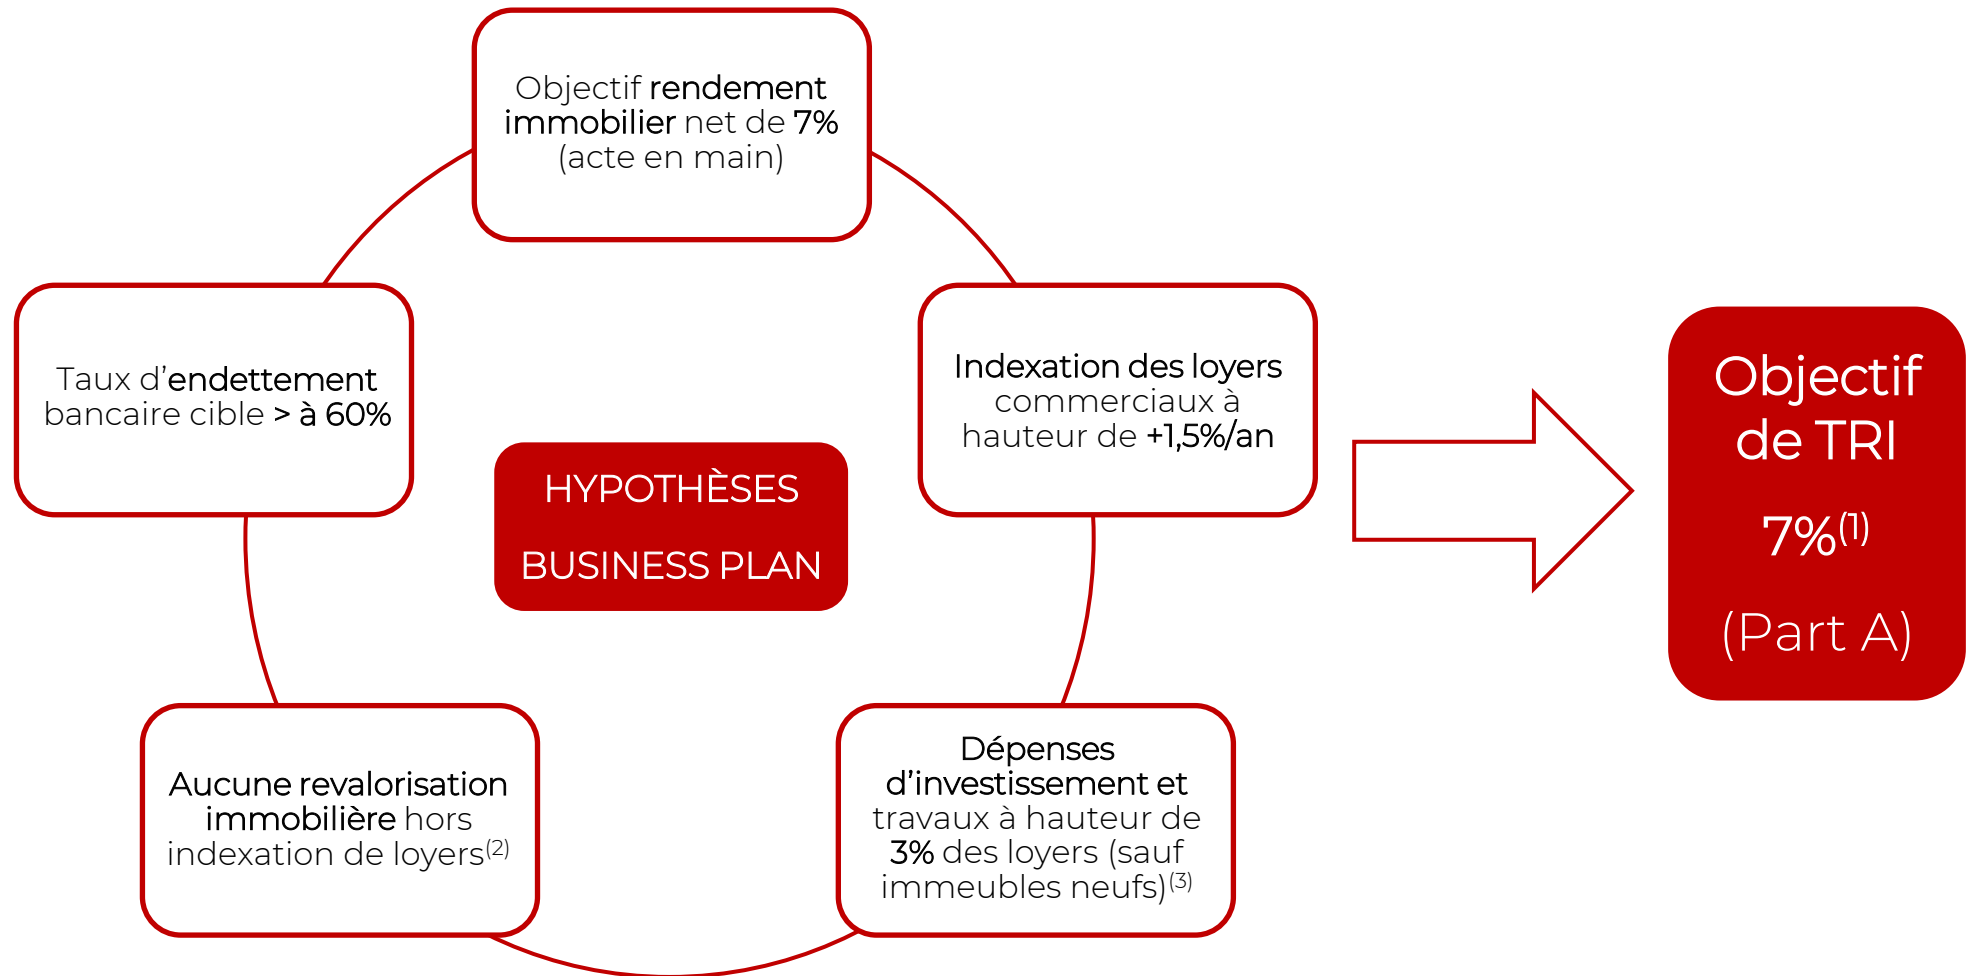 Objectif rendement
immobilier net de 7%
(acte en main)
Taux d’endettement
bancaire cible > à 60%
Indexation des loyers
commerciaux à
hauteur de +1,5%/an
HYPOTHÈSES
BUSINESS PLAN
Objectif
de TRI
7%(1)
(Part A)
Aucune revalorisation
immobilière hors
indexation de loyers(2)
Dépenses
d’investissement et
travaux à hauteur de
3% des loyers (sauf
immeubles neufs)(3)